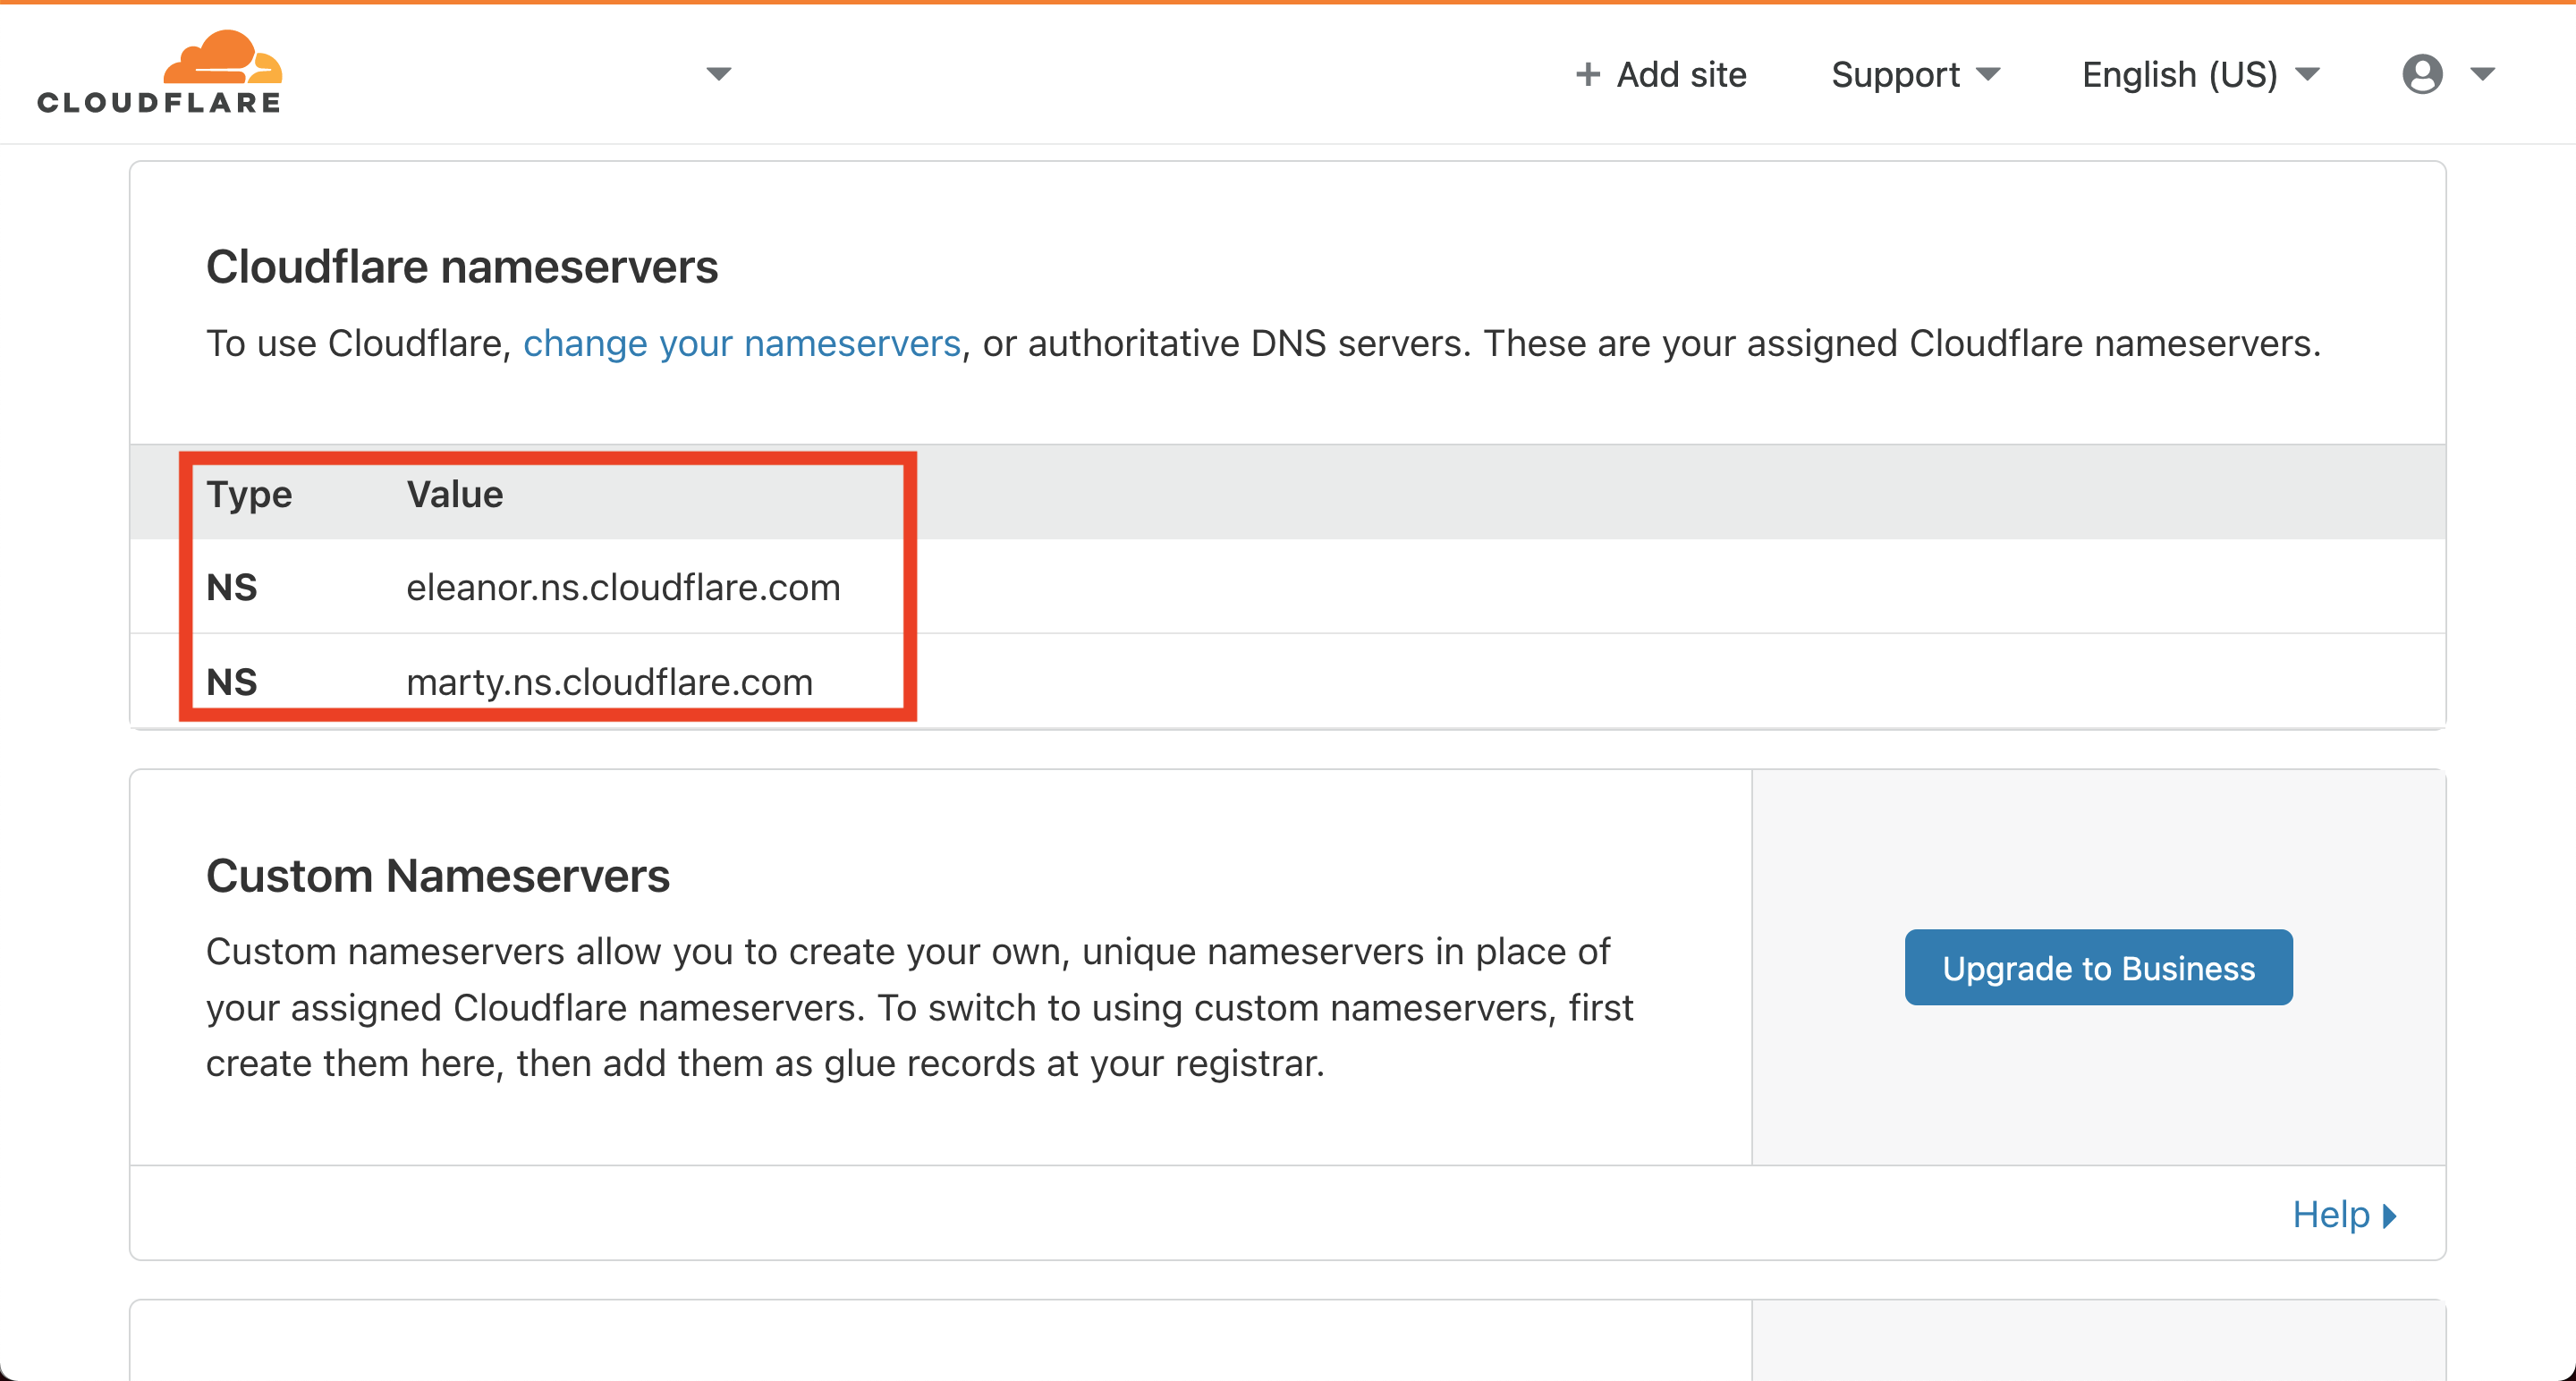 CLOUDFLARE
+ Add site
Support
English (US)
Cloudflare nameservers
To use Cloudflare, change your nameservers, or authoritative DNS servers. These are your assigned Cloudflare nameservers.
Type Value
NS eleanor.ns.cloudflare.com
NS marty.ns.cloudflare.com
Custom Nameservers
Custom nameservers allow you to create your own, unique nameservers in place of
your assigned Cloudflare nameservers. To switch to using custom nameservers, first
create them here, then add them as glue records at your registrar.
Upgrade to Business
Help